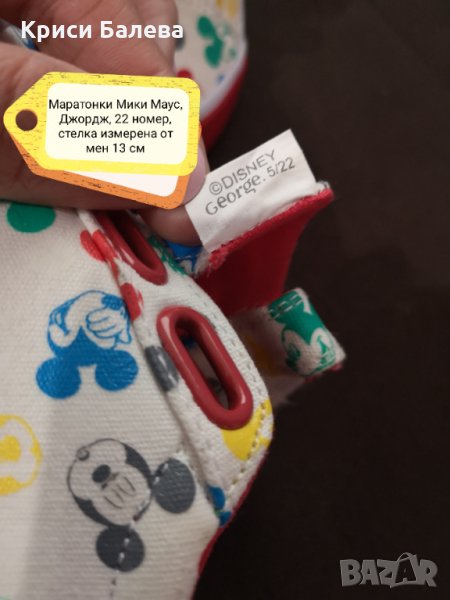 Криси Балева
Маратонки Мики Маус,
Джордж, 22 номер,
стелка измерена от
мен 13 см
©DISNEY
George. 5/22
BAZAR